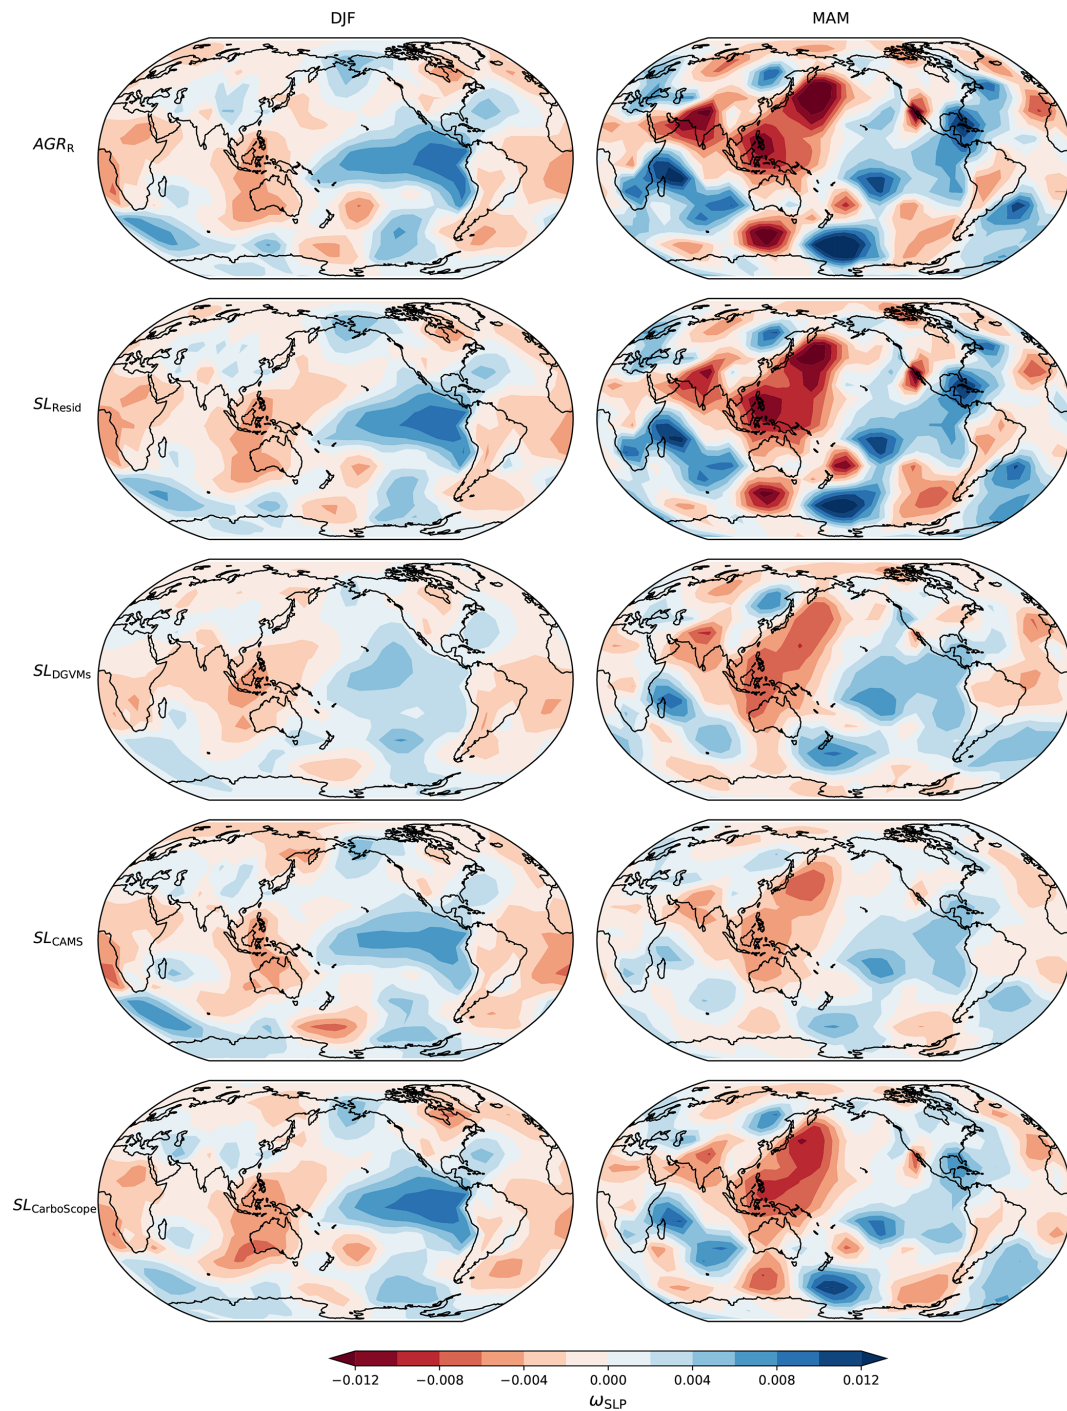 DJF MAM
AGR_R
SL_Resid
SL_DGVMs
SL_CAMS
SL_CarboScope
−0.012 −0.008 −0.004 0.000 0.004 0.008 0.012
ω_SLP